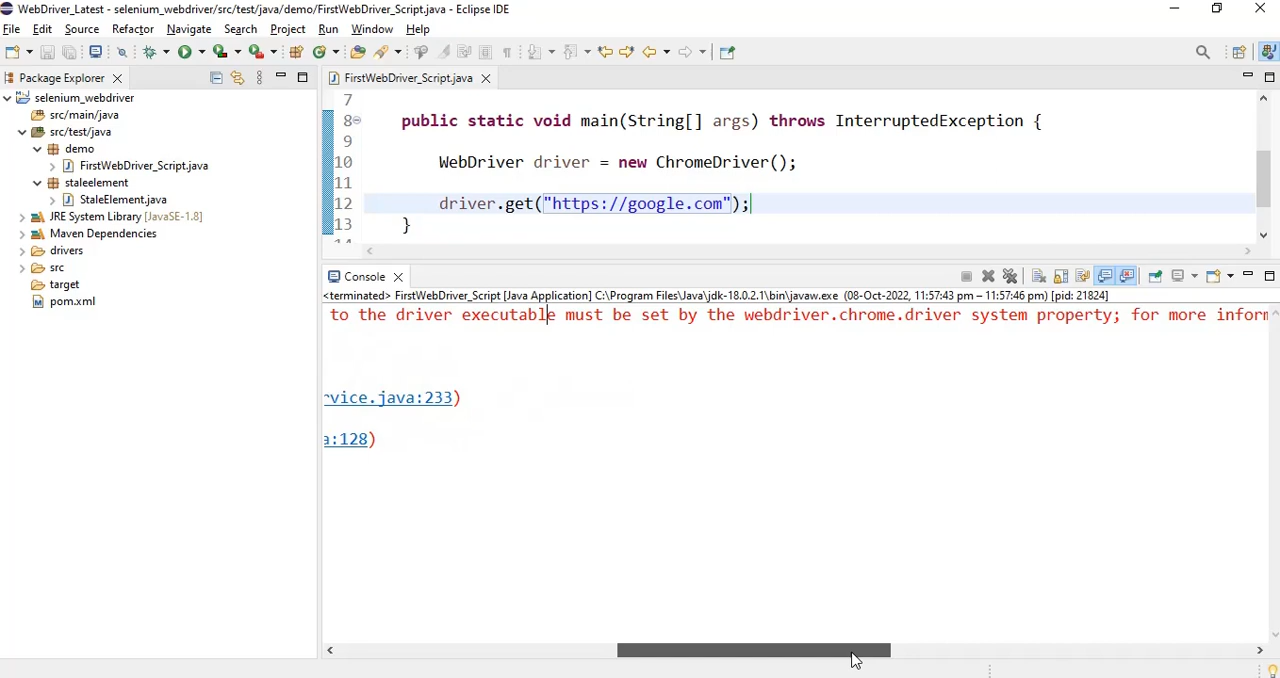 WebDriver_Latest - selenium_webdriver/src/test/java/demo/FirstWebDriver_Script.java - Eclipse IDE
File Edit Source Refactor Navigate Search Project Run Window Help
Package Explorer
selenium_webdriver
src/main/java
src/test/java
demo
FirstWebDriver_Script.java
staleelement
StaleElement.java
JRE System Library [JavaSE-1.8]
Maven Dependencies
drivers
src
target
pom.xml
FirstWebDriver_Script.java
7
8 public static void main(String[] args) throws InterruptedException {
9
10 WebDriver driver = new ChromeDriver();
11
12 driver.get("https://google.com");
13 }
Console
<terminated> FirstWebDriver_Script [Java Application] C:\Program Files\Java\jdk-18.0.2.1\bin\javaw.exe (08-Oct-2022, 11:57:43 pm – 11:57:46 pm) [pid: 21824]
to the driver executable must be set by the webdriver.chrome.driver system property; for more inform
rvice.java:233)
a:128)